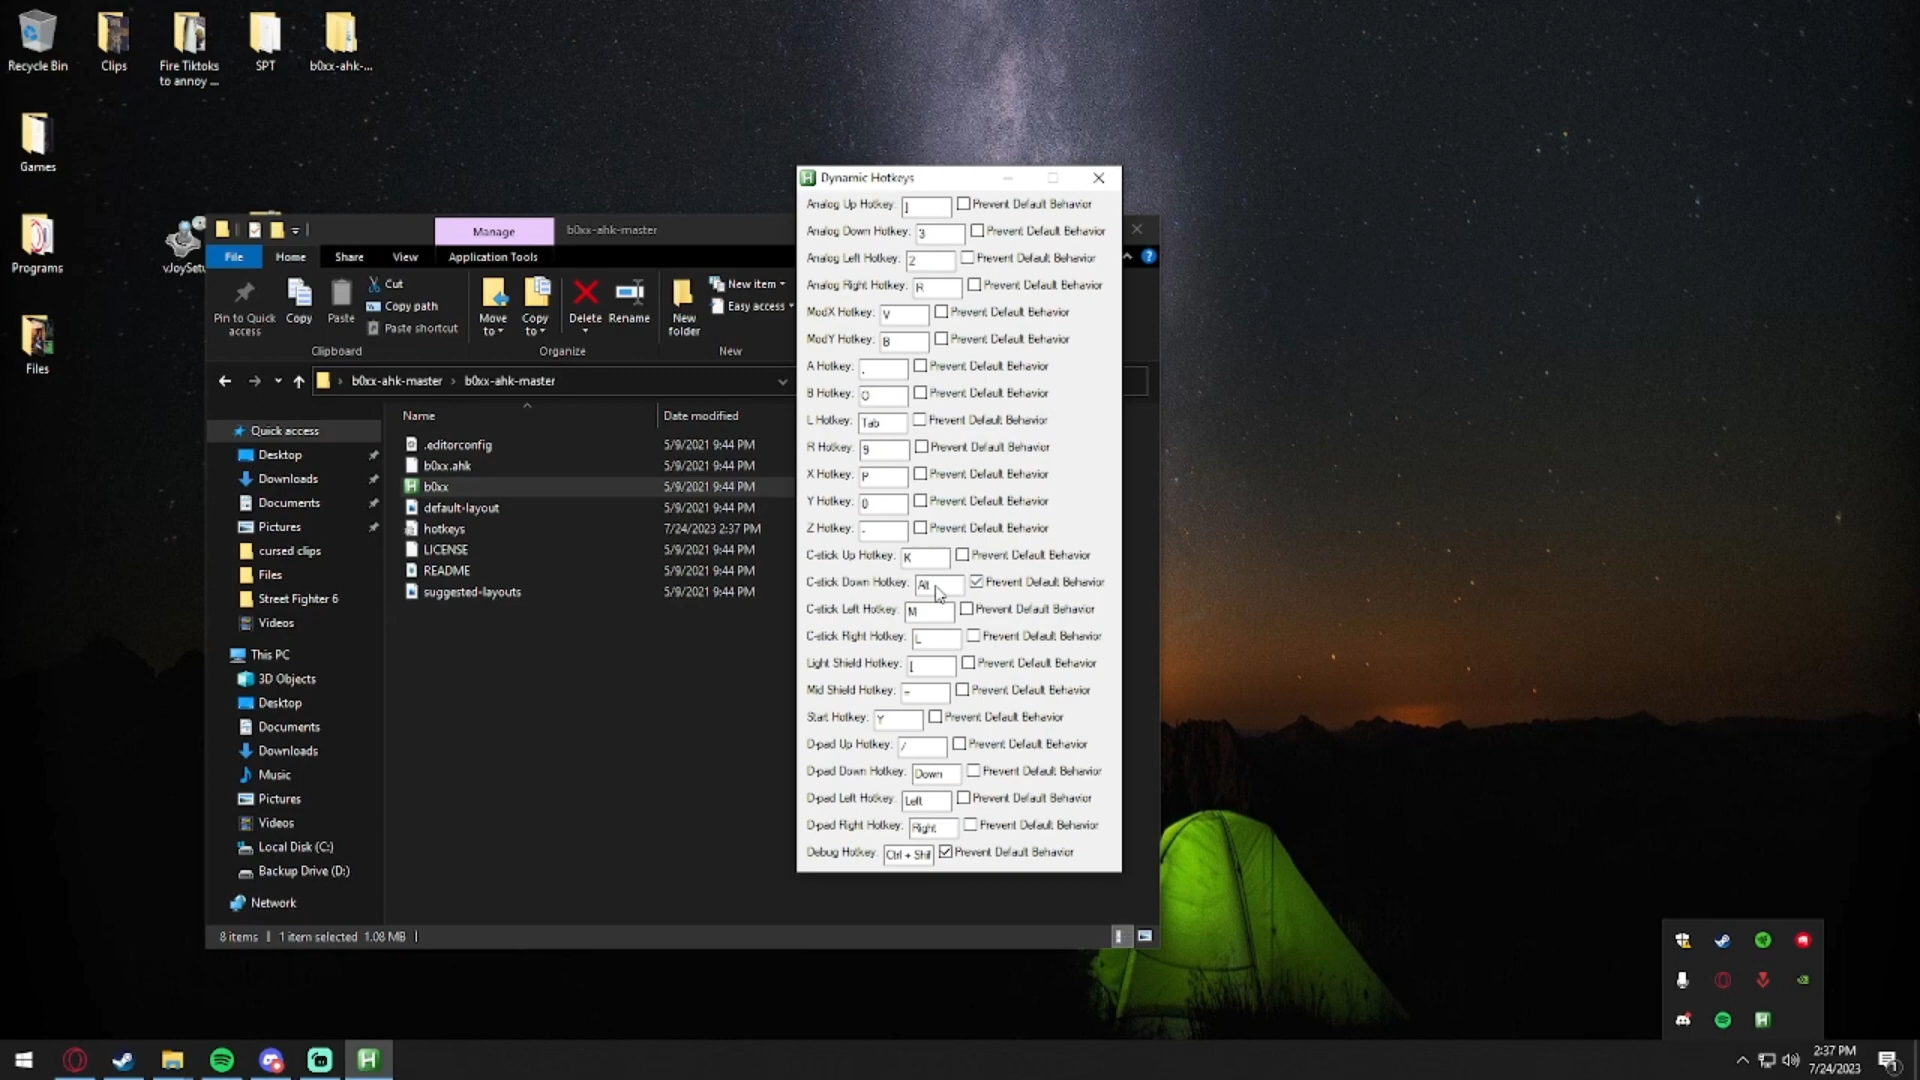 Recycle Bin
Clips
Fire Tiktoks
to annoy ...
SPT
b0xx-ahk-...
Games
Programs
Files
vJoySetu
Manage
b0xx-ahk-master
File
Home
Share
View
Application Tools
Pin to Quick
access
Copy
Paste
Cut
Copy path
Paste shortcut
Clipboard
Move
to
Copy
to
Delete
Rename
Organize
New
folder
New item
Easy access
New
b0xx-ahk-master > b0xx-ahk-master
Name
Date modified
.editorconfig 5/9/2021 9:44 PM
b0xx.ahk 5/9/2021 9:44 PM
b0xx 5/9/2021 9:44 PM
default-layout 5/9/2021 9:44 PM
hotkeys 7/24/2023 2:37 PM
LICENSE 5/9/2021 9:44 PM
README 5/9/2021 9:44 PM
suggested-layouts 5/9/2021 9:44 PM
Quick access
Desktop
Downloads
Documents
Pictures
cursed clips
Files
Street Fighter 6
Videos
This PC
3D Objects
Desktop
Documents
Downloads
Music
Pictures
Videos
Local Disk (C:)
Backup Drive (D:)
Network
8 items
1 item selected 1.08 MB
Dynamic Hotkeys
Analog Up Hotkey: ] Prevent Default Behavior
Analog Down Hotkey: 3 Prevent Default Behavior
Analog Left Hotkey: 2 Prevent Default Behavior
Analog Right Hotkey: R Prevent Default Behavior
ModX Hotkey: V Prevent Default Behavior
ModY Hotkey: B Prevent Default Behavior
A Hotkey: . Prevent Default Behavior
B Hotkey: O Prevent Default Behavior
L Hotkey: Tab Prevent Default Behavior
R Hotkey: 9 Prevent Default Behavior
X Hotkey: P Prevent Default Behavior
Y Hotkey: 0 Prevent Default Behavior
Z Hotkey: - Prevent Default Behavior
C-stick Up Hotkey: K Prevent Default Behavior
C-stick Down Hotkey: Alt Prevent Default Behavior
C-stick Left Hotkey: M Prevent Default Behavior
C-stick Right Hotkey: L Prevent Default Behavior
Light Shield Hotkey: [ Prevent Default Behavior
Mid Shield Hotkey: = Prevent Default Behavior
Start Hotkey: Y Prevent Default Behavior
D-pad Up Hotkey: / Prevent Default Behavior
D-pad Down Hotkey: Down Prevent Default Behavior
D-pad Left Hotkey: Left Prevent Default Behavior
D-pad Right Hotkey: Right Prevent Default Behavior
Debug Hotkey: Ctrl + Shif Prevent Default Behavior
2:37 PM
7/24/2023